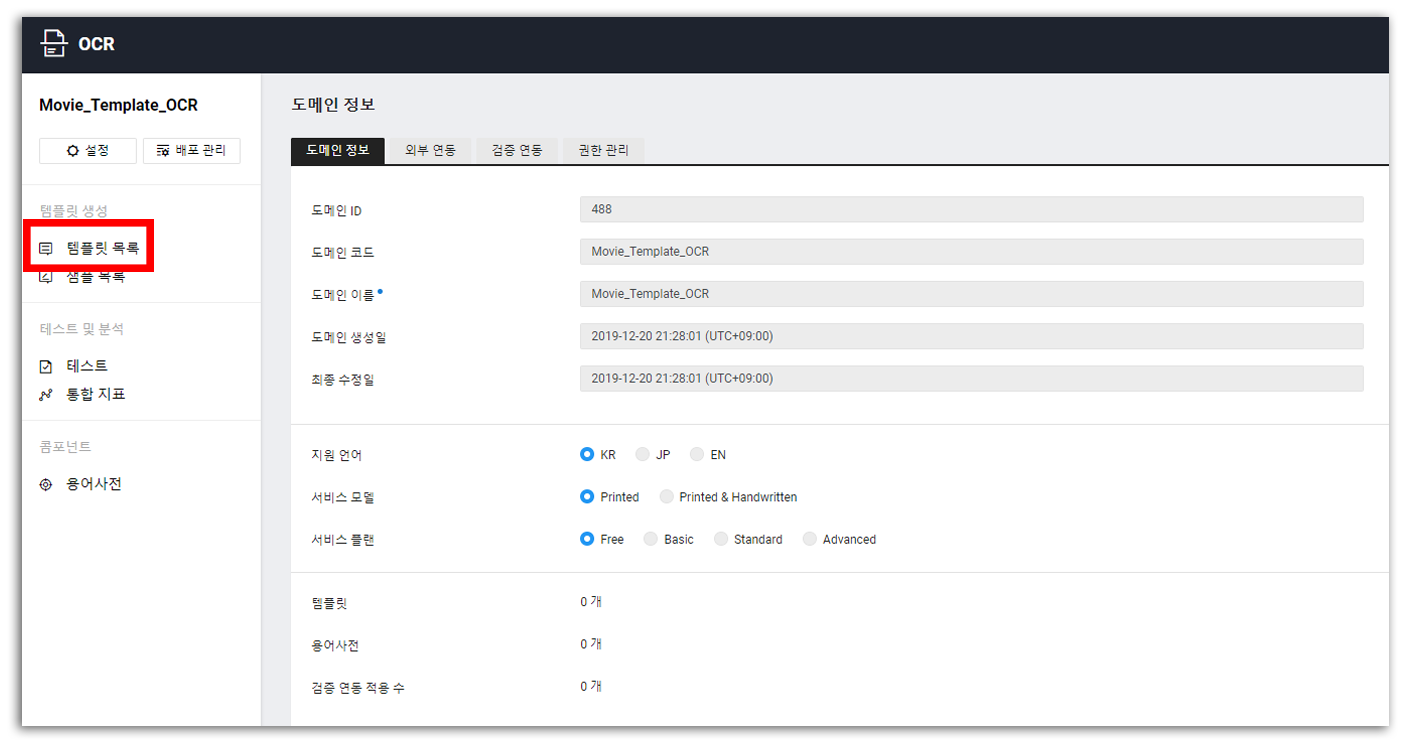 OCR
Movie_Template_OCR
설정 배포 관리
템플릿 생성
템플릿 목록
샘플 목록
테스트 및 분석
테스트
통합 지표
콤포넌트
용어사전
도메인 정보
도메인 정보 외부 연동 검증 연동 권한 관리
도메인 ID 488
도메인 코드 Movie_Template_OCR
도메인 이름 Movie_Template_OCR
도메인 생성일 2019-12-20 21:28:01 (UTC+09:00)
최종 수정일 2019-12-20 21:28:01 (UTC+09:00)
지원 언어 KR JP EN
서비스 모델 Printed Printed & Handwritten
서비스 플랜 Free Basic Standard Advanced
템플릿 0 개
용어사전 0 개
검증 연동 적용 수 0 개